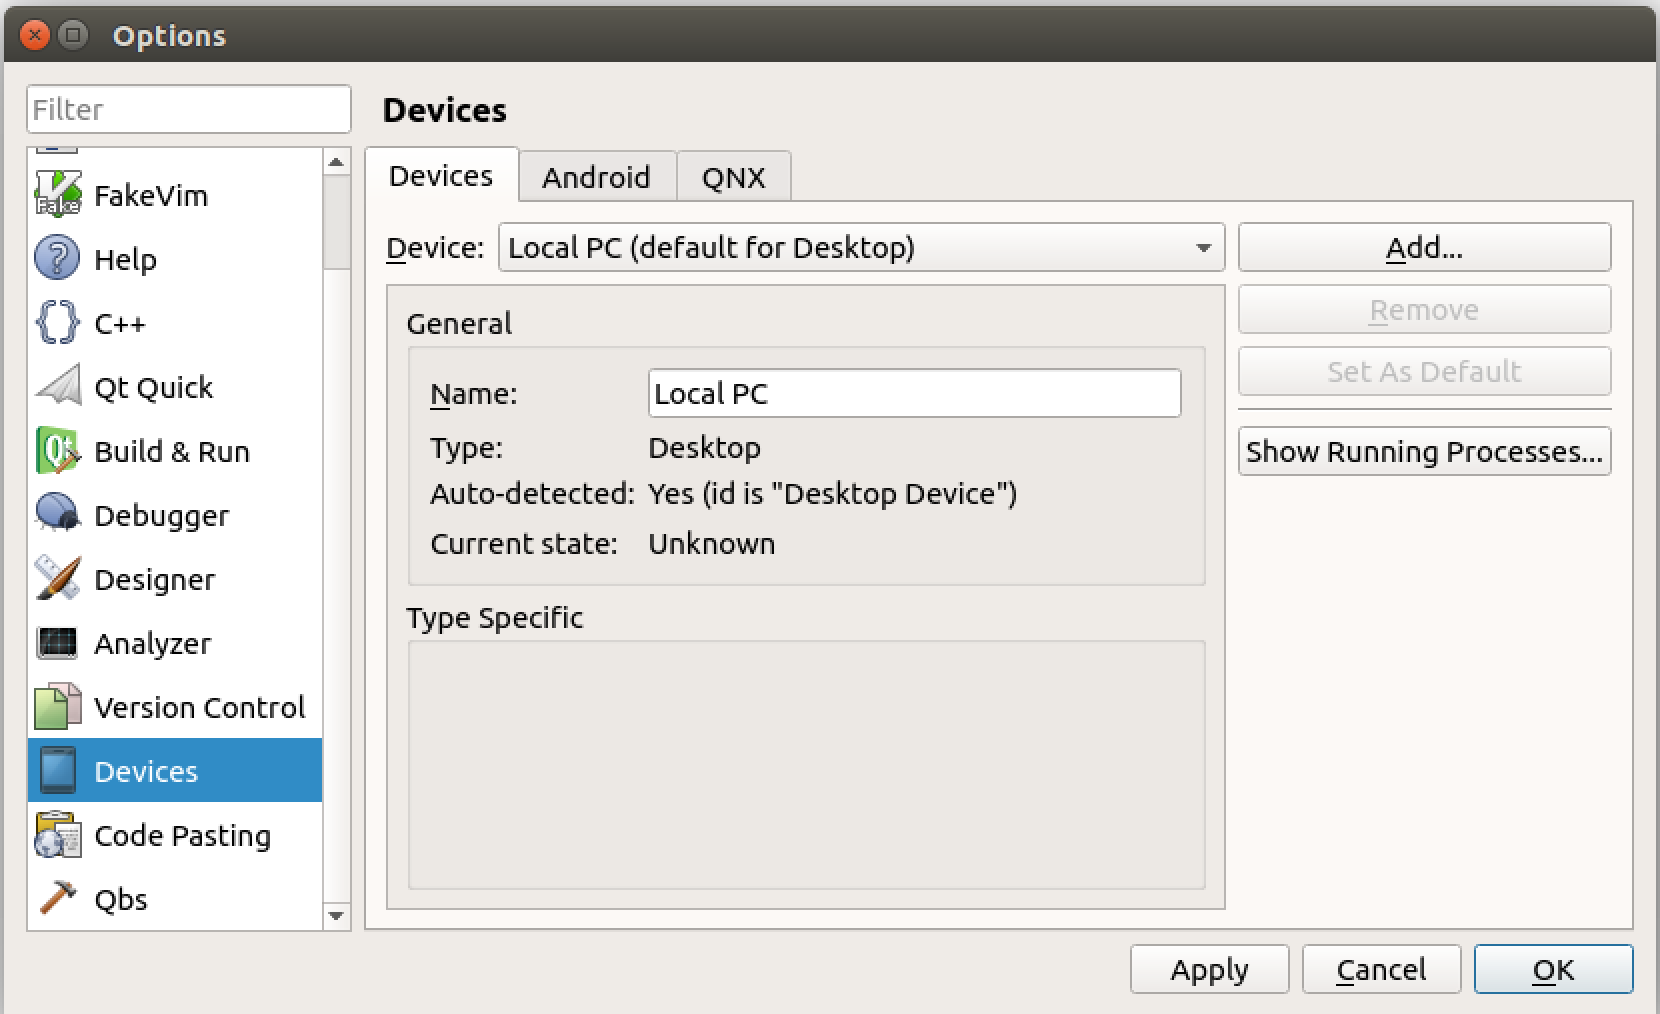 Options
Filter
FakeVim
Help
C++
Qt Quick
Build & Run
Debugger
Designer
Analyzer
Version Control
Devices
Code Pasting
Qbs
Devices
Devices Android QNX
Device: Local PC (default for Desktop)
General
Name: Local PC
Type: Desktop
Auto-detected: Yes (id is "Desktop Device")
Current state: Unknown
Type Specific
Add...
Remove
Set As Default
Show Running Processes...
Apply Cancel OK